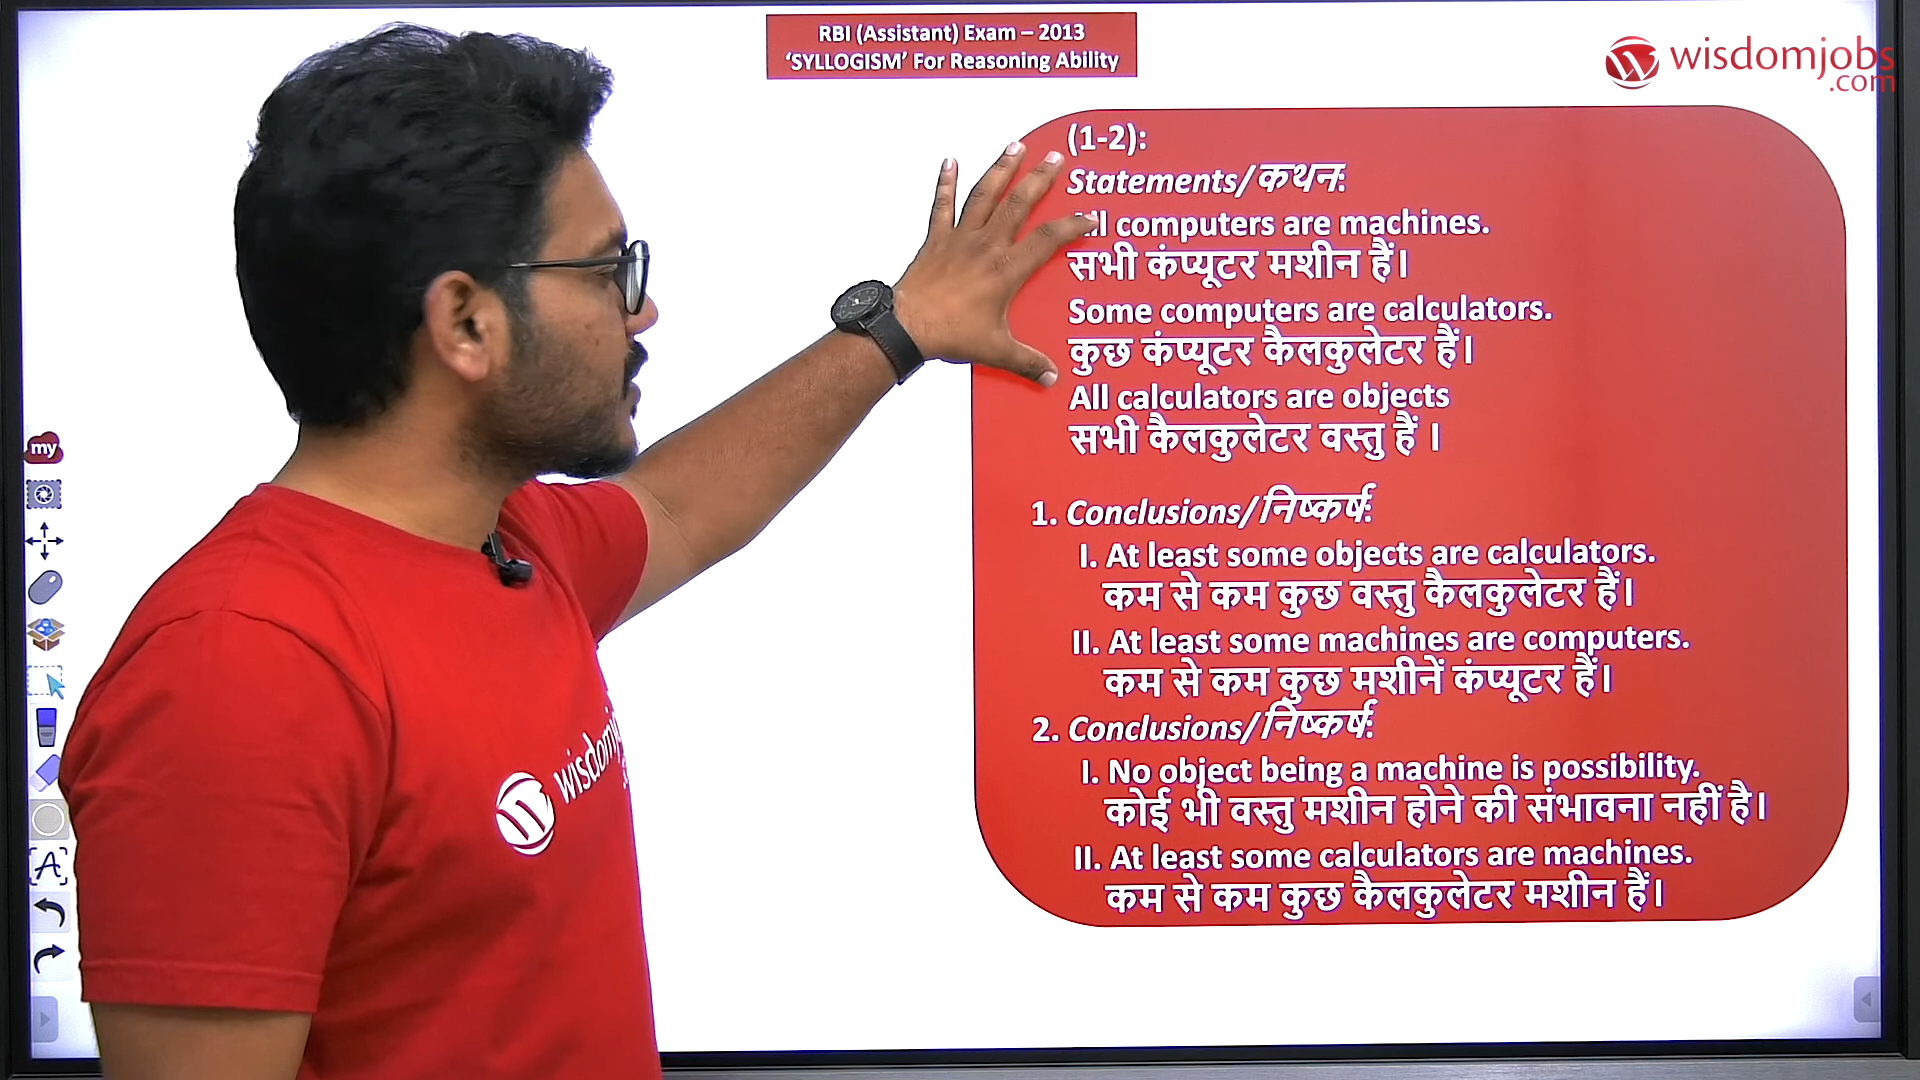 RBI (Assistant) Exam – 2013
‘SYLLOGISM’ For Reasoning Ability
wisdomjobs
.com
(1-2):
Statements/कथन:
All computers are machines.
सभी कंप्यूटर मशीन हैं।
Some computers are calculators.
कुछ कंप्यूटर कैलकुलेटर हैं।
All calculators are objects
सभी कैलकुलेटर वस्तु हैं ।
1. Conclusions/निष्कर्ष:
I. At least some objects are calculators.
कम से कम कुछ वस्तु कैलकुलेटर हैं।
II. At least some machines are computers.
कम से कम कुछ मशीनें कंप्यूटर हैं।
2. Conclusions/निष्कर्ष:
I. No object being a machine is possibility.
कोई भी वस्तु मशीन होने की संभावना नहीं है।
II. At least some calculators are machines.
कम से कम कुछ कैलकुलेटर मशीन हैं।
my
A